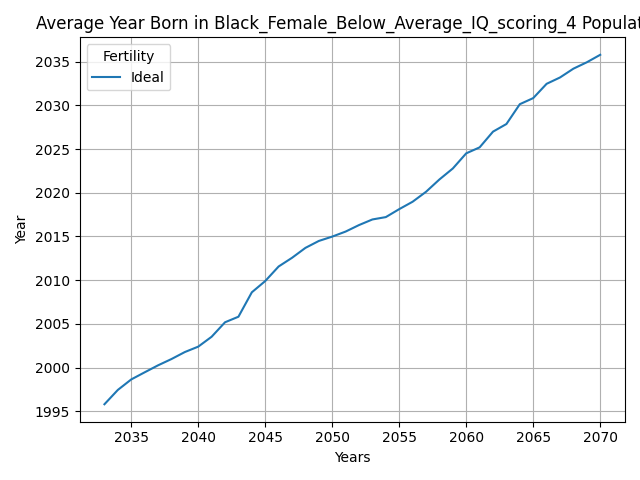 Average Year Born in Black_Female_Below_Average_IQ_scoring_4 Populat
Fertility
Ideal
Year
2035
2030
2025
2020
2015
2010
2005
2000
1995
2035 2040 2045 2050 2055 2060 2065 2070
Years